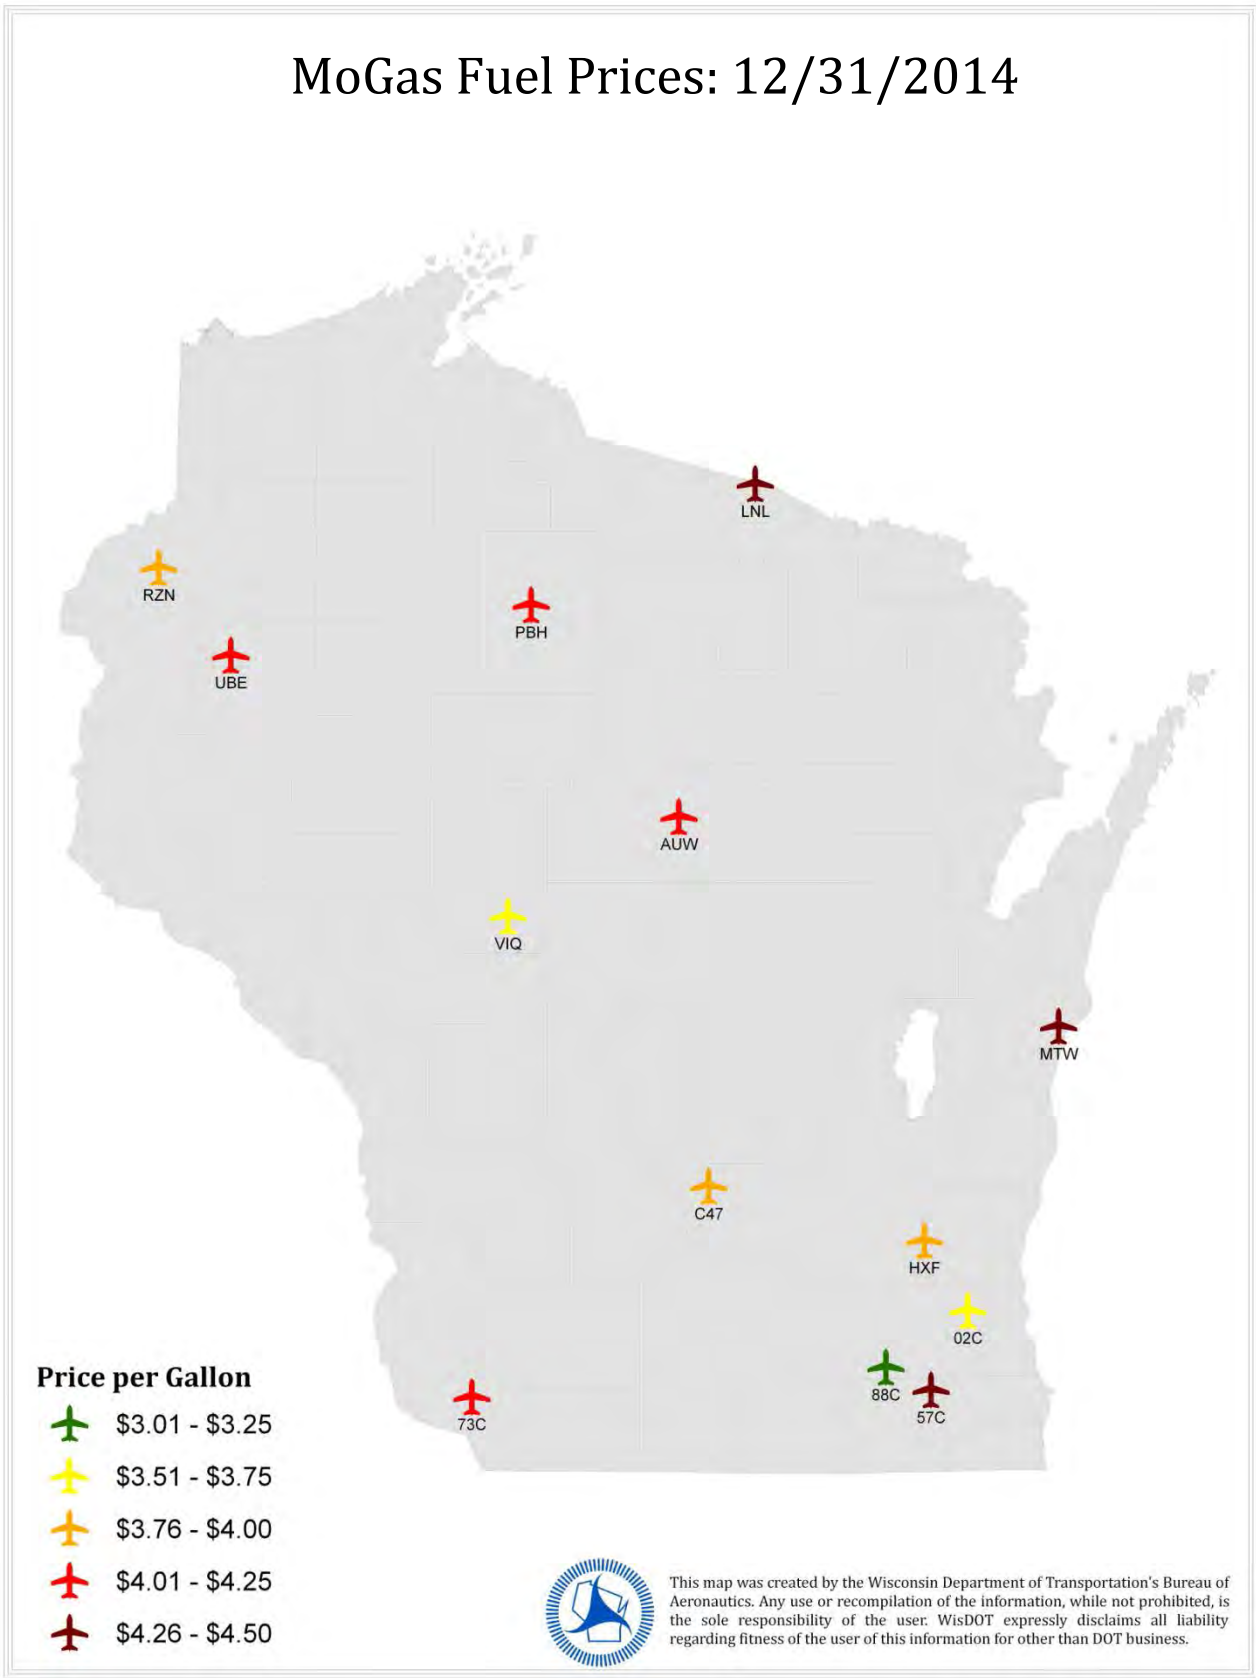 MoGas Fuel Prices: 12/31/2014
LNL
RZN
PBH
UBE
AUW
VIQ
MTW
C47
HXF
02C
88C
57C
73C
Price per Gallon
$3.01 - $3.25
$3.51 - $3.75
$3.76 - $4.00
$4.01 - $4.25
$4.26 - $4.50
This map was created by the Wisconsin Department of Transportation's Bureau of
Aeronautics. Any use or recompilation of the information, while not prohibited, is
the sole responsibility of the user. WisDOT expressly disclaims all liability
regarding fitness of the user of this information for other than DOT business.